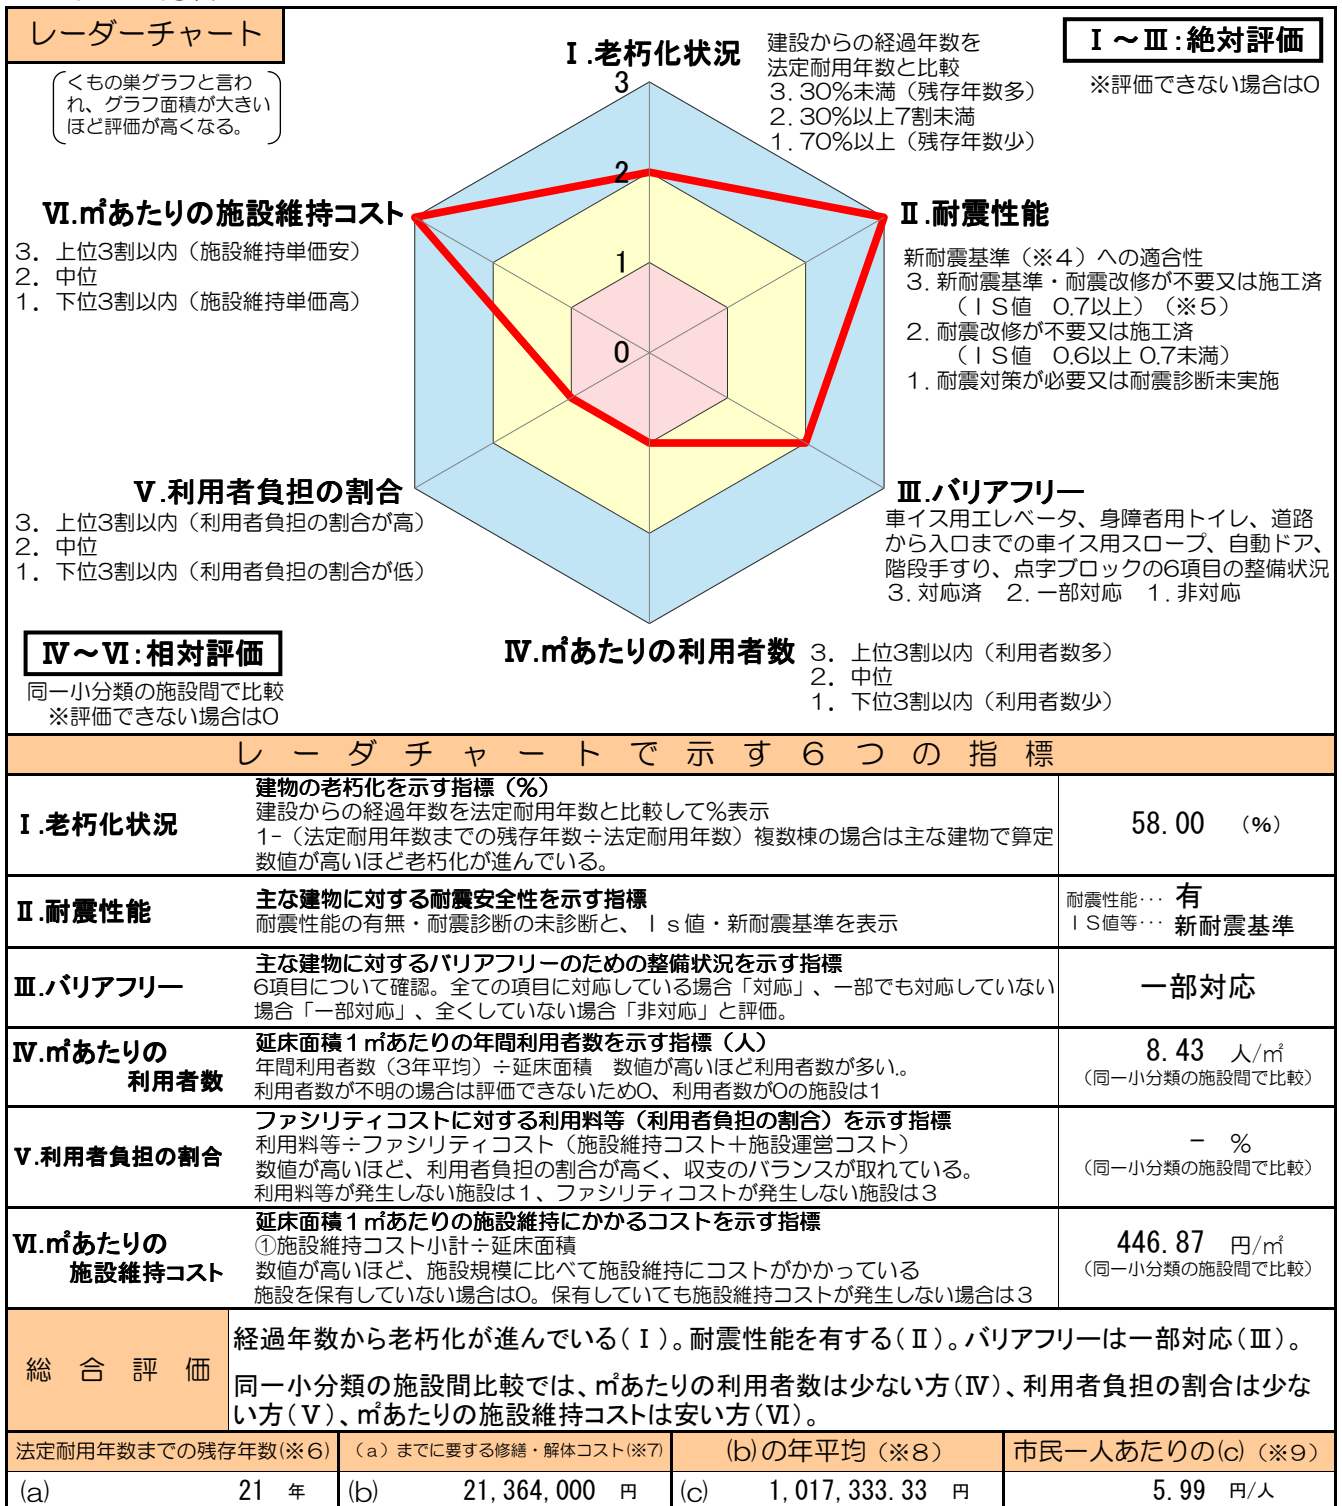 レーダーチャート
くもの巣グラフと言わ
れ、グラフ面積が大きい
ほど評価が高くなる。
Ⅰ.老朽化状況
建設からの経過年数を
法定耐用年数と比較
3.30%未満（残存年数多）
2.30%以上7割未満
1.70%以上（残存年数少）
Ⅰ～Ⅲ:絶対評価
※評価できない場合は0
3
2
1
0
Ⅵ.㎡あたりの施設維持コスト
3．上位3割以内（施設維持単価安）
2．中位
1．下位3割以内（施設維持単価高）
Ⅱ.耐震性能
新耐震基準（※4）への適合性
3.新耐震基準・耐震改修が不要又は施工済
（ＩＳ値　0.7以上）（※5）
2.耐震改修が不要又は施工済
（ＩＳ値　0.6以上 0.7未満）
1.耐震対策が必要又は耐震診断未実施
Ⅴ.利用者負担の割合
3．上位3割以内（利用者負担の割合が高）
2．中位
1．下位3割以内（利用者負担の割合が低）
Ⅲ.バリアフリー
車イス用エレベータ、身障者用トイレ、道路
から入口までの車イス用スロープ、自動ドア、
階段手すり、点字ブロックの6項目の整備状況
3.対応済　2.一部対応　1.非対応
Ⅳ～Ⅵ:相対評価
同一小分類の施設間で比較
※評価できない場合は0
Ⅳ.㎡あたりの利用者数
3．上位3割以内（利用者数多）
2．中位
1．下位3割以内（利用者数少）
レーダチャートで示す６つの指標
Ⅰ.老朽化状況
建物の老朽化を示す指標（%）
建設からの経過年数を法定耐用年数と比較して%表示
1-（法定耐用年数までの残存年数÷法定耐用年数）複数棟の場合は主な建物で算定
数値が高いほど老朽化が進んでいる。
58.00　（%）
Ⅱ.耐震性能
主な建物に対する耐震安全性を示す指標
耐震性能の有無・耐震診断の未診断と、Ｉｓ値・新耐震基準を表示
耐震性能･･･ 有
ＩＳ値等･･･ 新耐震基準
Ⅲ.バリアフリー
主な建物に対するバリアフリーのための整備状況を示す指標
6項目について確認。全ての項目に対応している場合「対応」、一部でも対応していない
場合「一部対応」、全くしていない場合「非対応」と評価。
一部対応
Ⅳ.㎡あたりの
利用者数
延床面積１㎡あたりの年間利用者数を示す指標（人）
年間利用者数（3年平均）÷延床面積　数値が高いほど利用者数が多い。
利用者数が不明の場合は評価できないため0、利用者数が0の施設は1
8.43　人/㎡
（同一小分類の施設間で比較）
Ⅴ.利用者負担の割合
ファシリティコストに対する利用料等（利用者負担の割合）を示す指標
利用料等÷ファシリティコスト（施設維持コスト＋施設運営コスト）
数値が高いほど、利用者負担の割合が高く、収支のバランスが取れている。
利用料等が発生しない施設は１、ファシリティコストが発生しない施設は３
-　%
（同一小分類の施設間で比較）
Ⅵ.㎡あたりの
施設維持コスト
延床面積１㎡あたりの施設維持にかかるコストを示す指標
①施設維持コスト小計÷延床面積
数値が高いほど、施設規模に比べて施設維持にコストがかかっている
施設を保有していない場合は0。保有していても施設維持コストが発生しない場合は３
446.87　円/㎡
（同一小分類の施設間で比較）
総合評価
経過年数から老朽化が進んでいる(Ⅰ)。耐震性能を有する(Ⅱ)。バリアフリーは一部対応(Ⅲ)。
同一小分類の施設間比較では、㎡あたりの利用者数は少ない方(Ⅳ)、利用者負担の割合は少な
い方(Ⅴ)、㎡あたりの施設維持コストは安い方(Ⅵ)。
法定耐用年数までの残存年数(※6)
（a）までに要する修繕・解体コスト(※7)
(b)の年平均（※8）
市民一人あたりの(c)（※9）
(a)　21　年
(b)　21,364,000　円
(c)　1,017,333.33　円
5.99　円/人